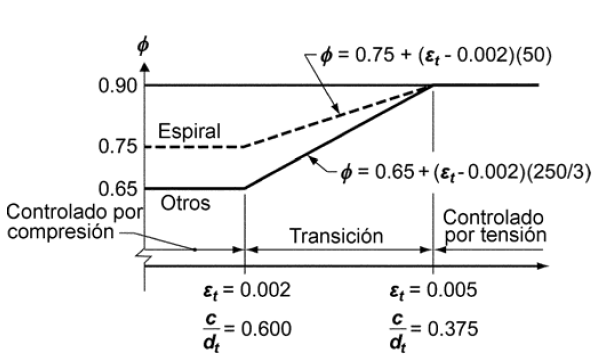 ϕ
ϕ = 0.75 + (εt - 0.002)(50)
0.90
Espiral
0.75
ϕ = 0.65 + (εt - 0.002)(250/3)
0.65
Otros
Controlado por
compresión
Transición
Controlado
por tensión
εt = 0.002
εt = 0.005
c/dt = 0.600
c/dt = 0.375